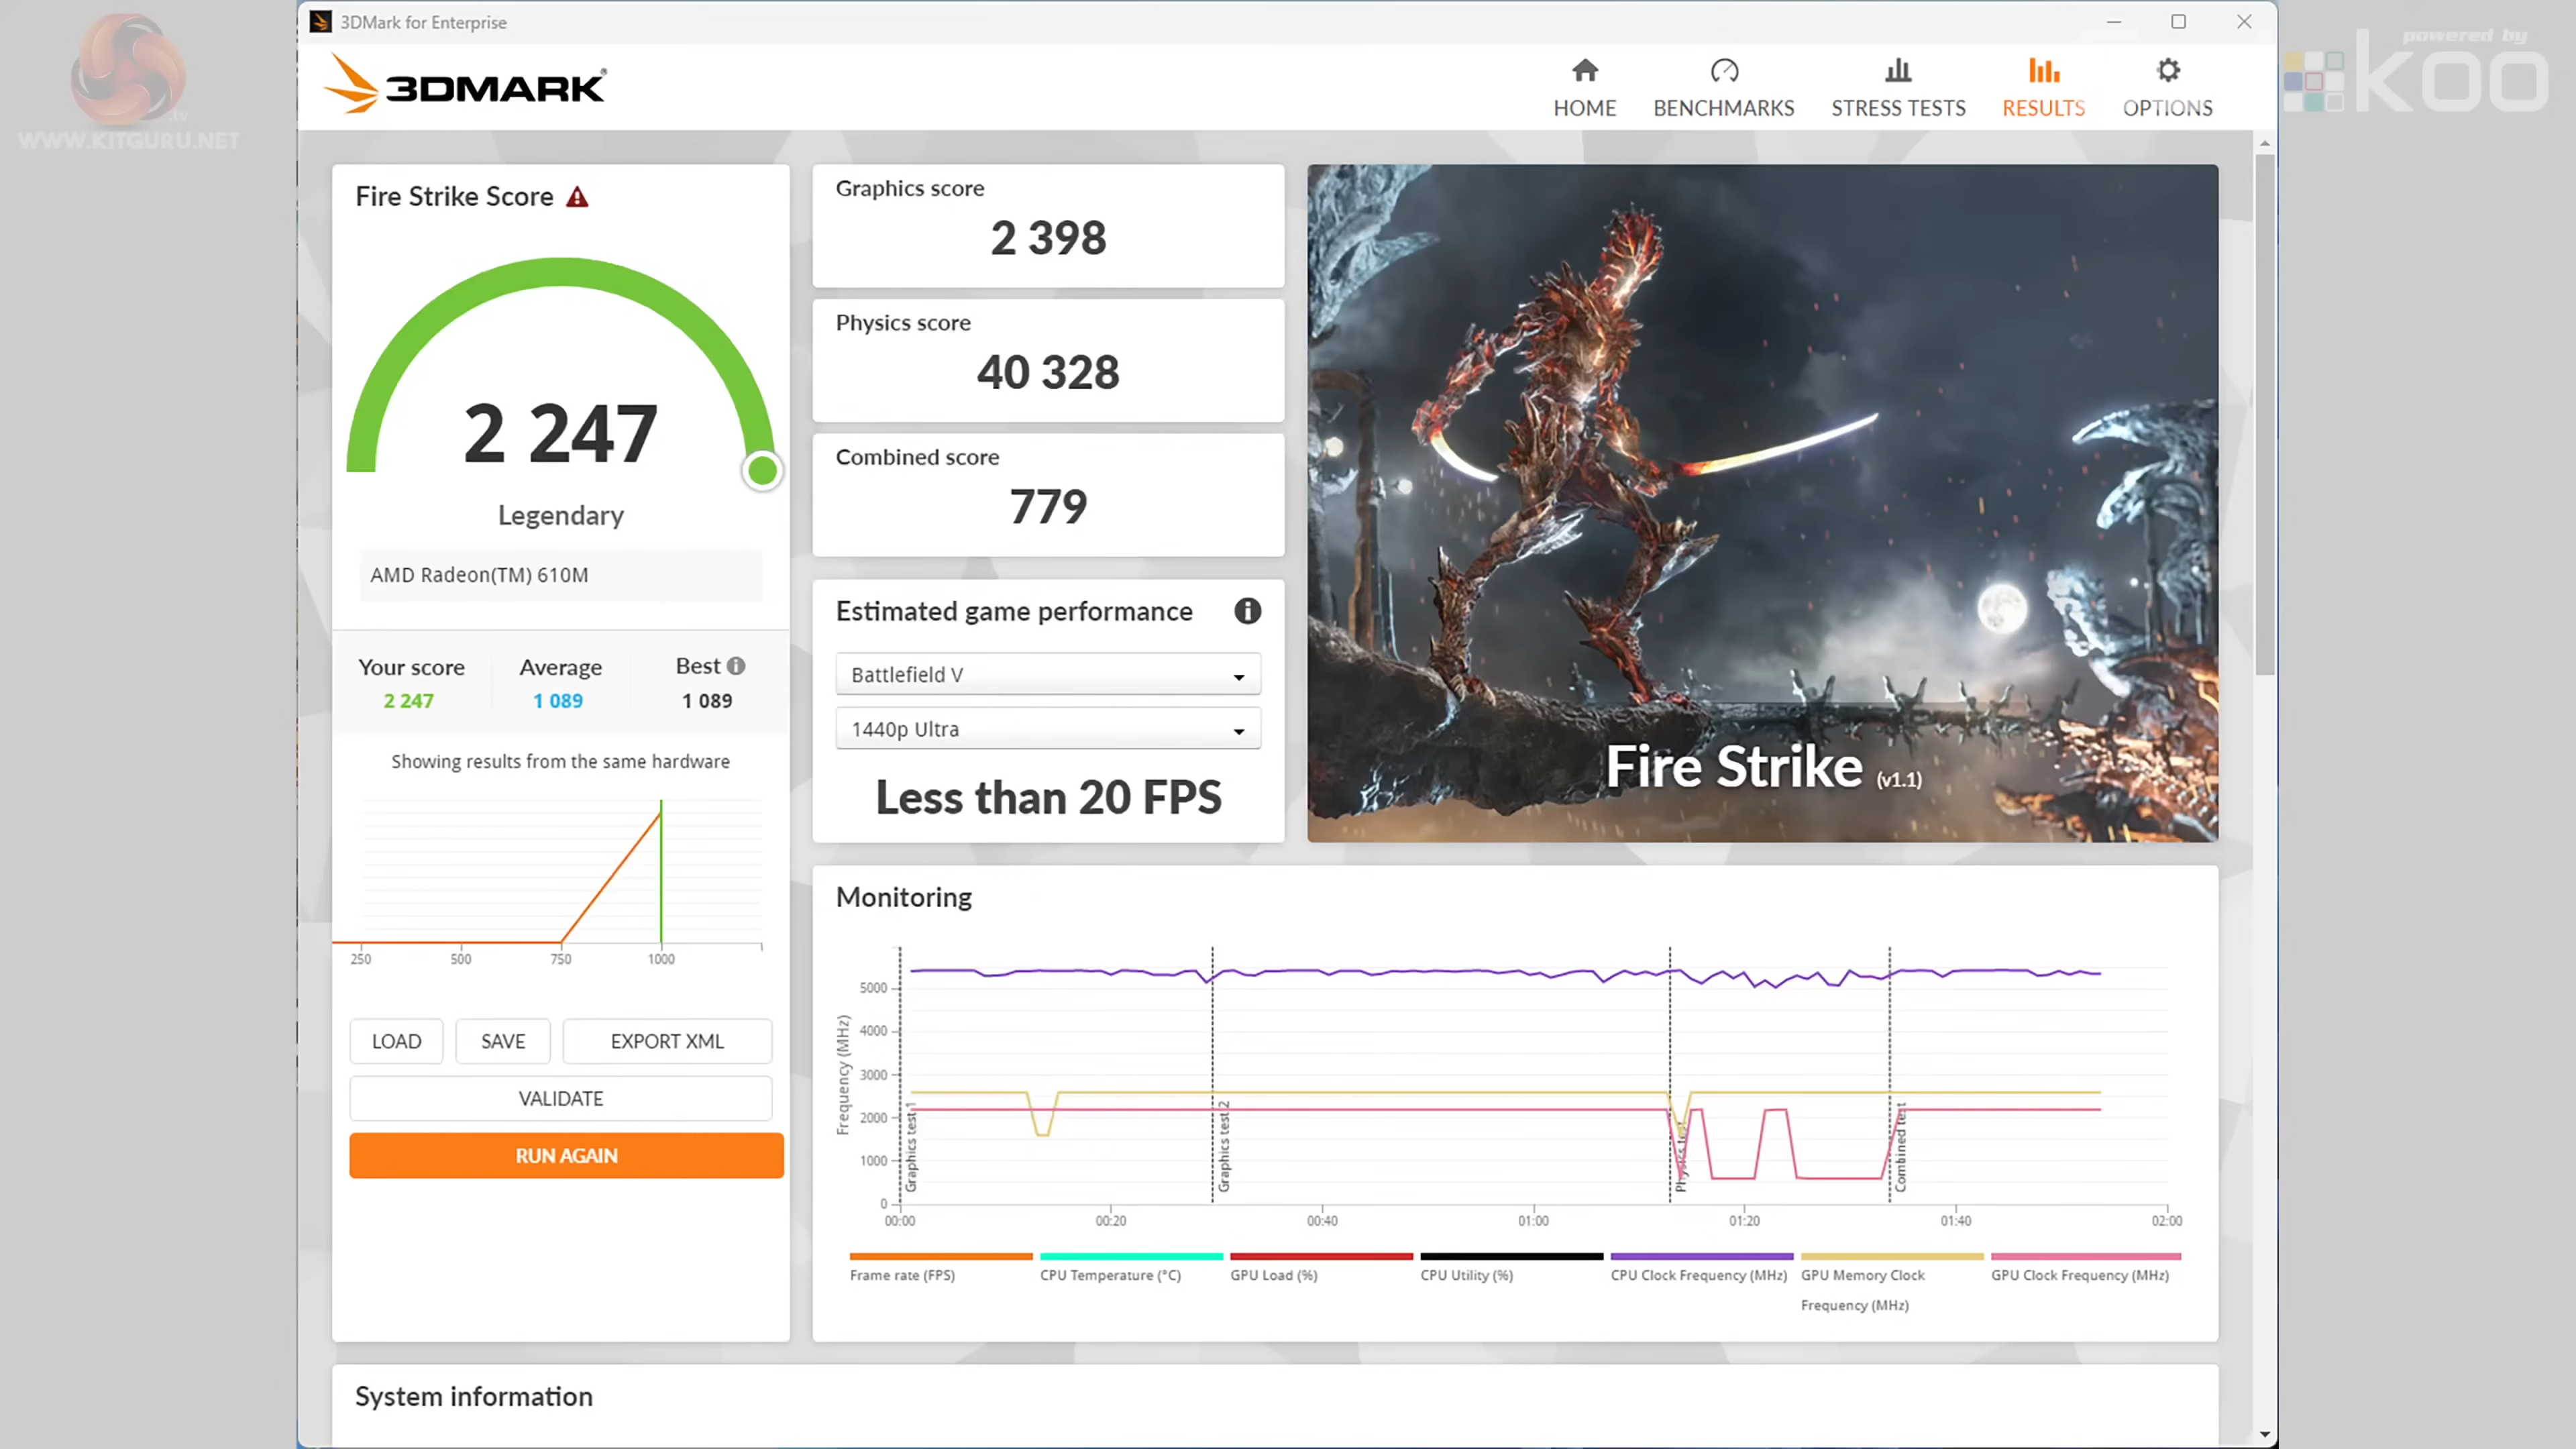 3DMark for Enterprise
WWW.KITGURU.NET
.tv
powered by
koo
3DMARK®
HOME
BENCHMARKS
STRESS TESTS
RESULTS
OPTIONS
Fire Strike Score
2 247
Legendary
AMD Radeon(TM) 610M
Your score
Average
Best
2 247
1 089
1 089
Showing results from the same hardware
250
500
750
1000
LOAD
SAVE
EXPORT XML
VALIDATE
RUN AGAIN
Graphics score
2 398
Physics score
40 328
Combined score
779
Estimated game performance
Battlefield V
1440p Ultra
Less than 20 FPS
Fire Strike (v1.1)
Monitoring
Frequency (MHz)
5000
4000
3000
2000
1000
0
Graphics test 1
Graphics test 2
Physics test
Combined test
00:00
00:20
00:40
01:00
01:20
01:40
02:00
Frame rate (FPS)
CPU Temperature (°C)
GPU Load (%)
CPU Utility (%)
CPU Clock Frequency (MHz)
GPU Memory Clock
Frequency (MHz)
GPU Clock Frequency (MHz)
System information